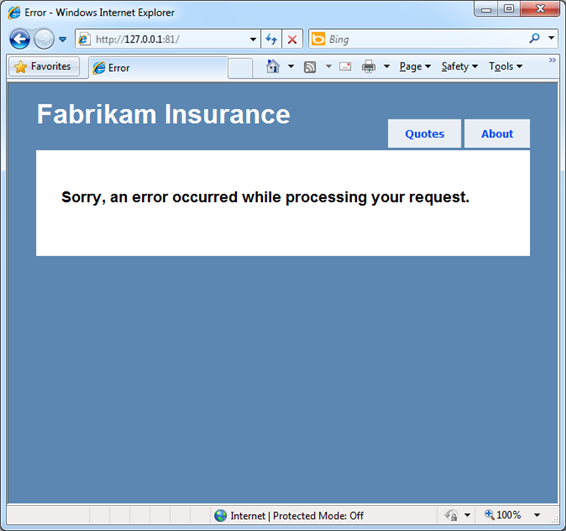 Error - Windows Internet Explorer
http://127.0.0.1:81/
Bing
Favorites
Error
Page
Safety
Tools
»
Fabrikam Insurance
Quotes
About
Sorry, an error occurred while processing your request.
Internet | Protected Mode: Off
100%